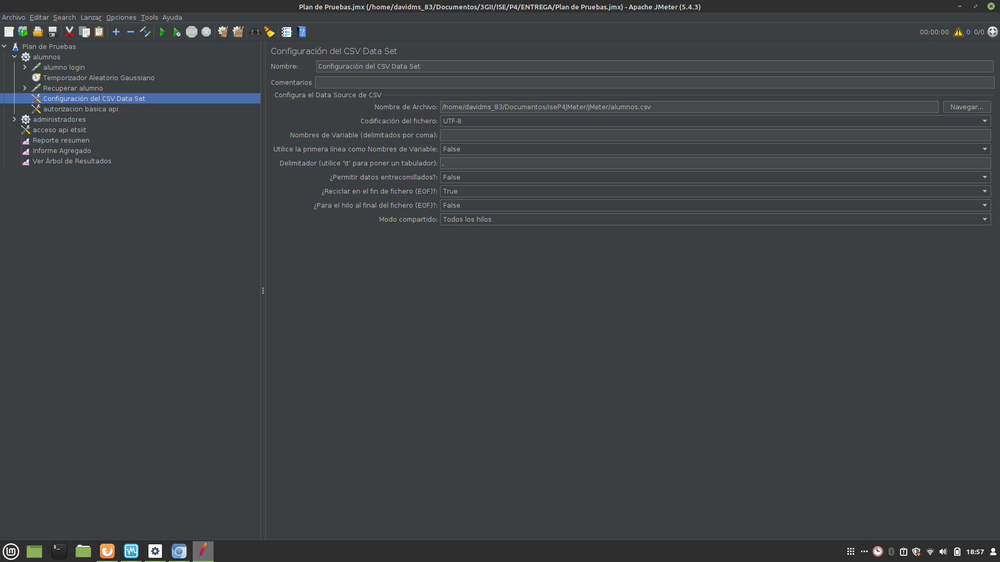 Plan de Pruebas.jmx (/home/davidms_83/Documentos/3GII/ISE/P4/ENTREGA/Plan de Pruebas.jmx) - Apache JMeter (5.4.3)
Archivo Editar Search Lanzar Opciones Tools Ayuda
00:00:00 0 0/0
Plan de Pruebas
alumnos
alumno login
Temporizador Aleatorio Gaussiano
Recuperar alumno
Configuración del CSV Data Set
autorizacion basica api
administradores
acceso api etsiit
Reporte resumen
Informe Agregado
Ver Árbol de Resultados
Configuración del CSV Data Set
Nombre: Configuración del CSV Data Set
Comentarios
Configura el Data Source de CSV
Nombre de Archivo: /home/davidms_83/Documentos/iseP4JMeter/jMeter/alumnos.csv Navegar...
Codificación del fichero: UTF-8
Nombres de Variable (delimitados por coma):
Utilice la primera línea como Nombres de Variable: False
Delimitador (utilice '\t' para poner un tabulador): ,
¿Permitir datos entrecomillados?: False
¿Reciclar en el fin de fichero (EOF)?: True
¿Para el hilo al final del fichero (EOF)?: False
Modo compartido: Todos los hilos
18:57